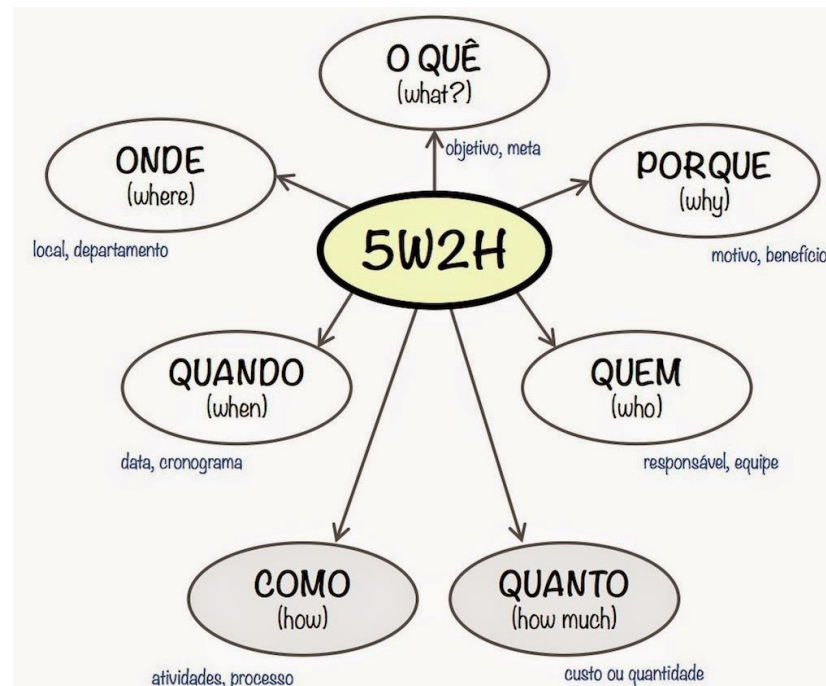 O QUÊ
(what?)
objetivo, meta
ONDE
(where)
local, departamento
PORQUE
(why)
motivo, benefício
5W2H
QUANDO
(when)
data, cronograma
QUEM
(who)
responsável, equipe
COMO
(how)
atividades, processo
QUANTO
(how much)
custo ou quantidade